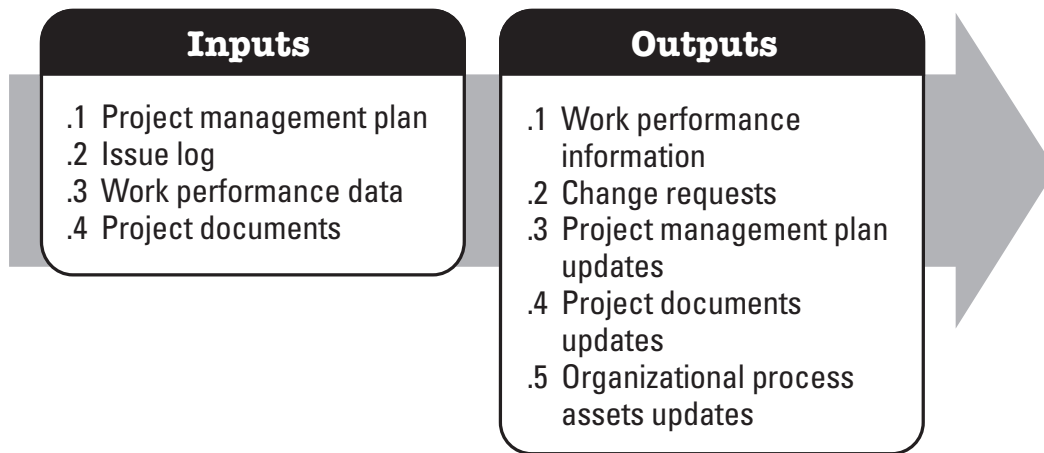 Inputs
.1 Project management plan
.2 Issue log
.3 Work performance data
.4 Project documents
Outputs
.1 Work performance
information
.2 Change requests
.3 Project management plan
updates
.4 Project documents
updates
.5 Organizational process
assets updates